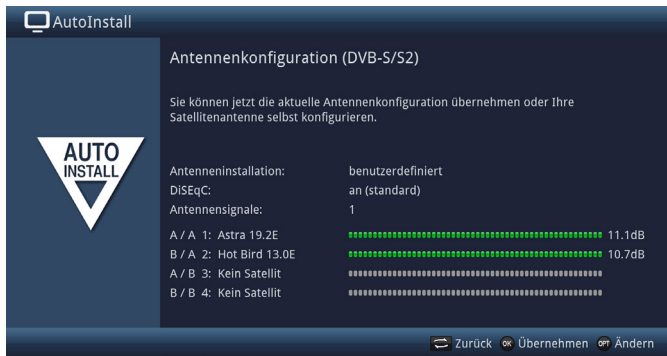 AutoInstall
Antennenkonfiguration (DVB-S/S2)
Sie können jetzt die aktuelle Antennenkonfiguration übernehmen oder Ihre
Satellitenantenne selbst konfigurieren.
AUTO
INSTALL
Antenneninstallation: benutzerdefiniert
DiSEqC: an (standard)
Antennensignale: 1
A / A 1: Astra 19.2E 11.1dB
B / A 2: Hot Bird 13.0E 10.7dB
A / B 3: Kein Satellit
B / B 4: Kein Satellit
Zurück OK Übernehmen OPT Ändern